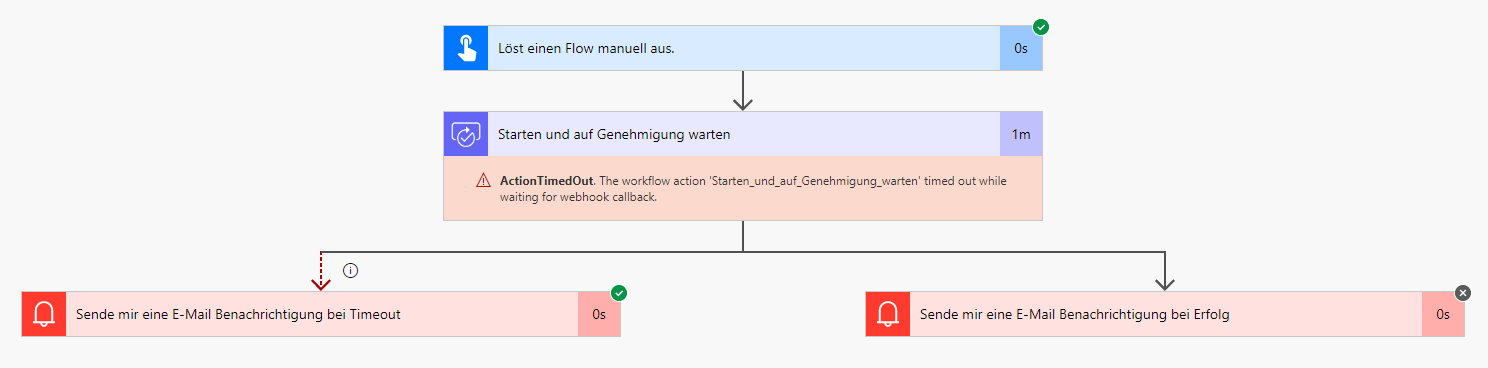 Löst einen Flow manuell aus.
0s
Starten und auf Genehmigung warten
1m
ActionTimedOut. The workflow action 'Starten_und_auf_Genehmigung_warten' timed out while
waiting for webhook callback.
Sende mir eine E-Mail Benachrichtigung bei Timeout
0s
Sende mir eine E-Mail Benachrichtigung bei Erfolg
0s